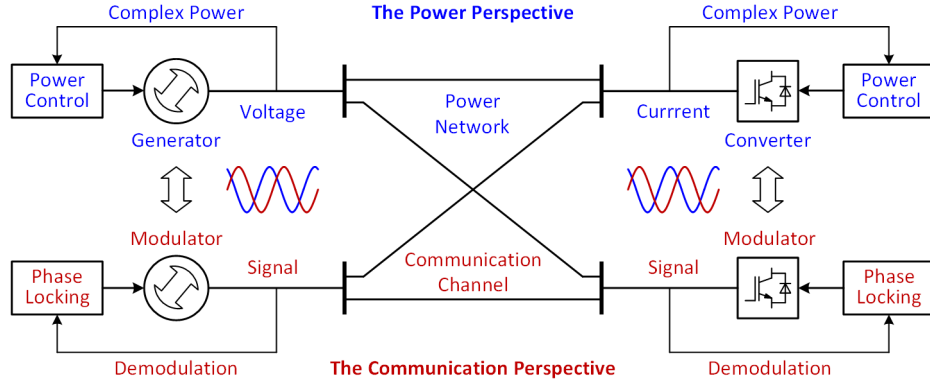 Complex Power
The Power Perspective
Complex Power
Power
Control
Voltage
Generator
Power
Network
Currrent
Converter
Power
Control
Modulator
Signal
Phase
Locking
Communication
Channel
Signal
Modulator
Phase
Locking
Demodulation
The Communication Perspective
Demodulation